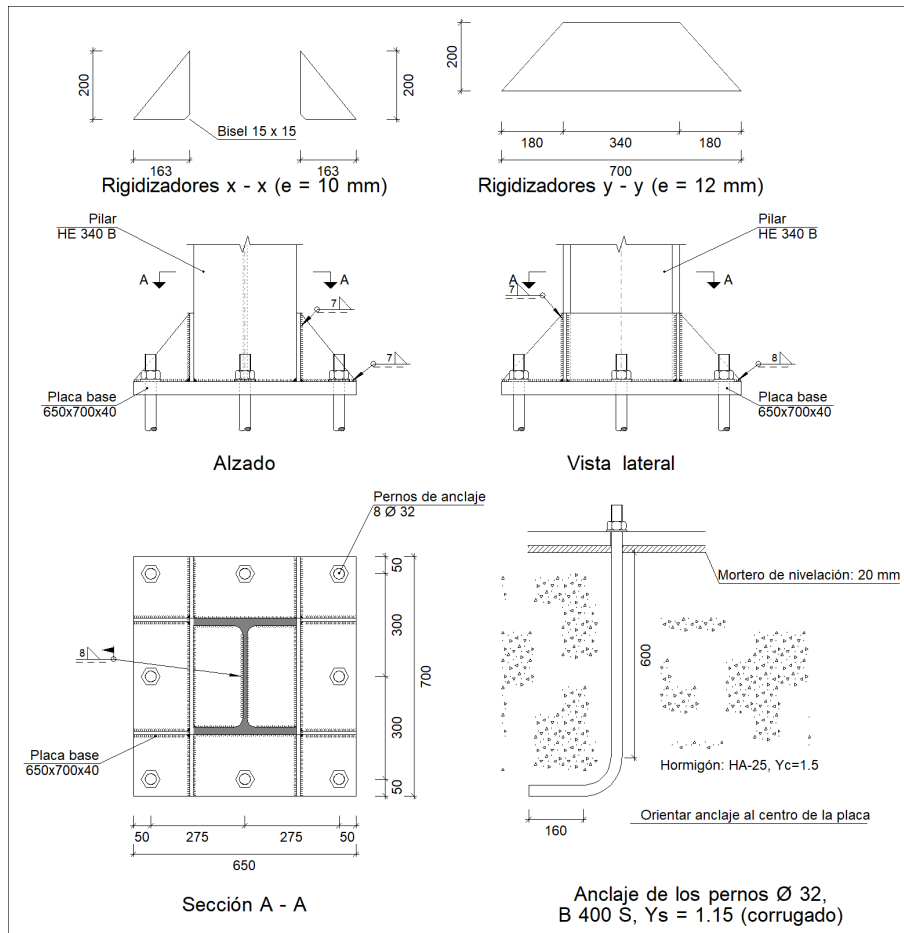 200
200
200
Bisel 15 x 15
163
163
180
340
180
700
Rigidizadores x - x (e = 10 mm)
Rigidizadores y - y (e = 12 mm)
Pilar
HE 340 B
A
A
7
7
Placa base
650x700x40
Alzado
Pilar
HE 340 B
A
A
7
8
Placa base
650x700x40
Vista lateral
Pernos de anclaje
8 Ø 32
50
300
300
50
700
8
Placa base
650x700x40
50
275
275
50
650
Sección A - A
Mortero de nivelación: 20 mm
600
Hormigón: HA-25, Yc=1.5
160
Orientar anclaje al centro de la placa
Anclaje de los pernos Ø 32,
B 400 S, Ys = 1.15 (corrugado)